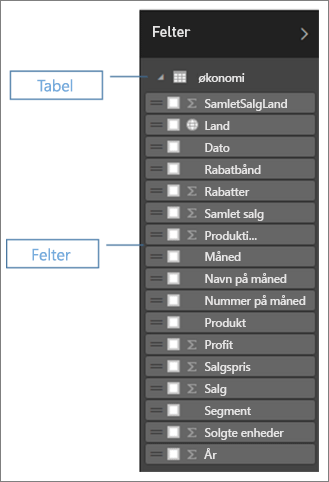 Felter
Tabel
økonomi
SamletSalgLand
Land
Dato
Rabatbånd
Rabatter
Samlet salg
Produkti...
Felter
Måned
Navn på måned
Nummer på måned
Produkt
Profit
Salgspris
Salg
Segment
Solgte enheder
År